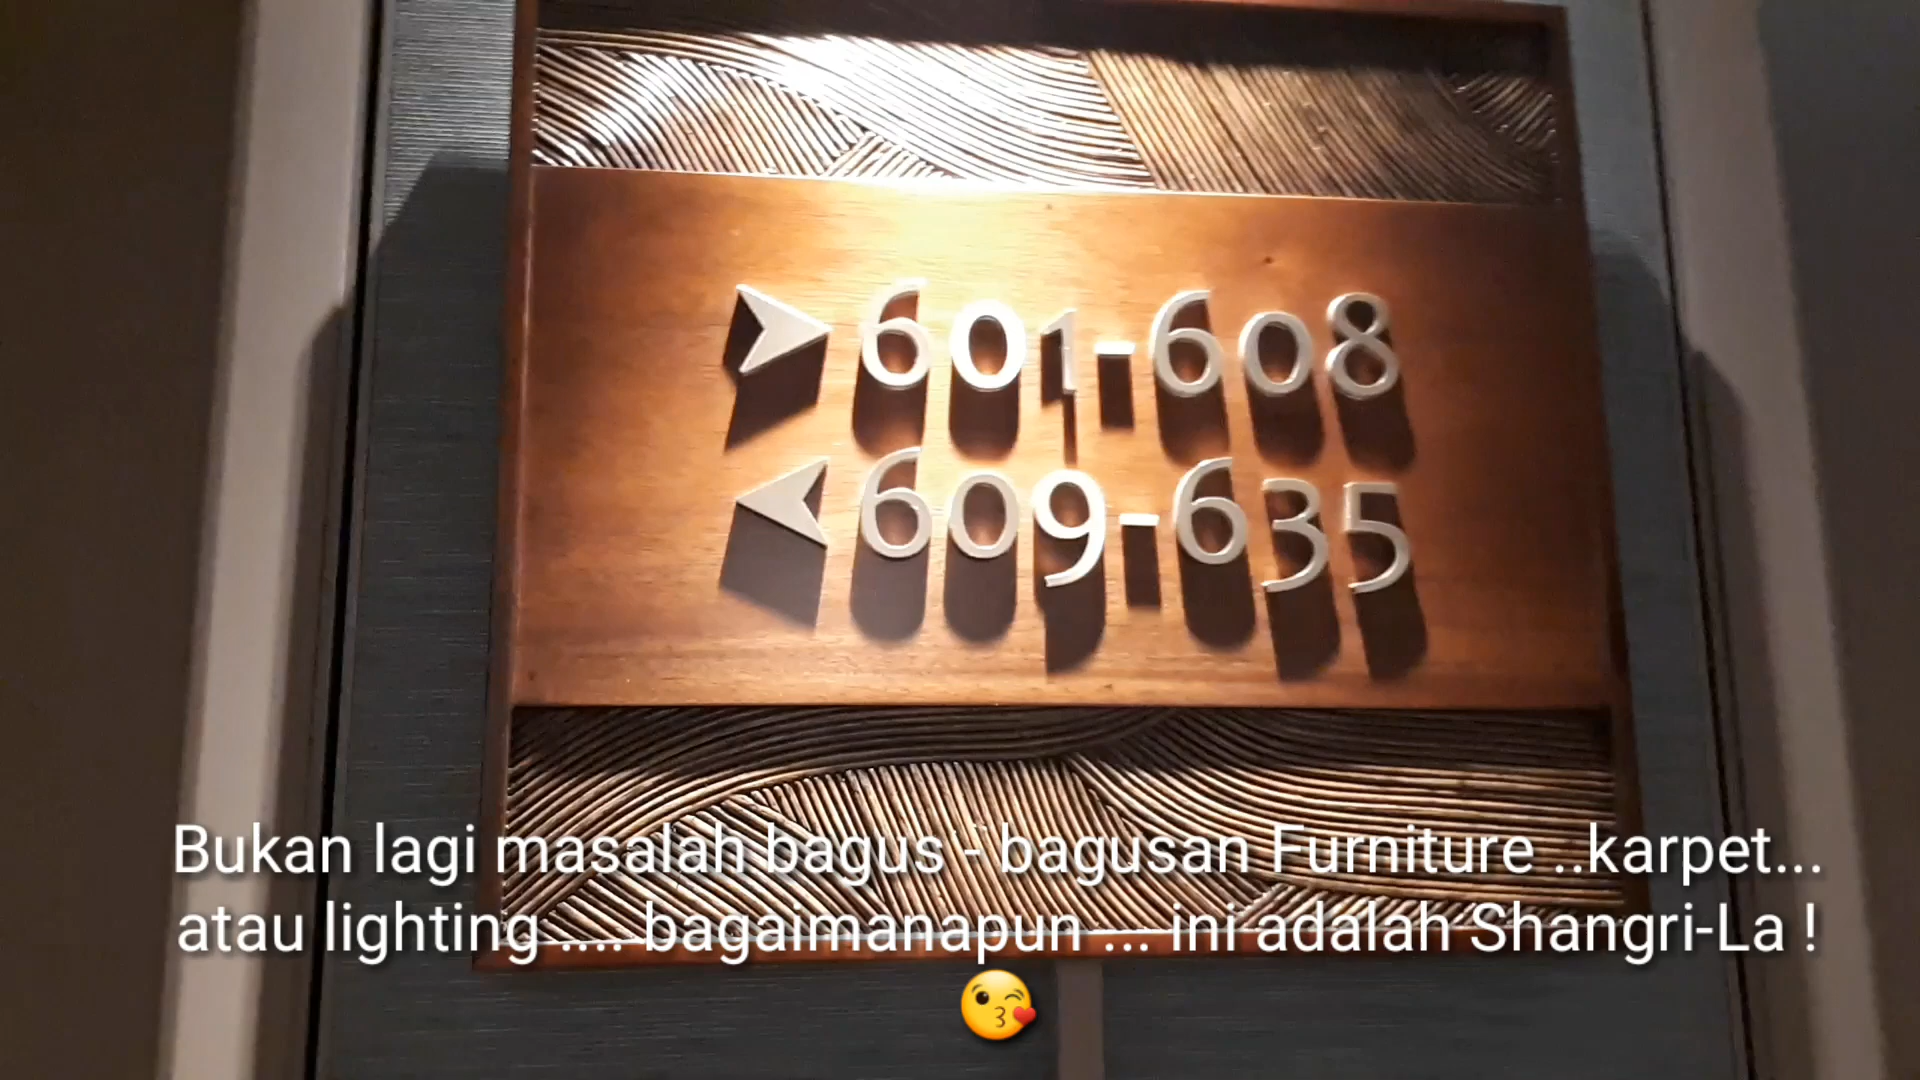 601-608
609-635
Bukan lagi masalah bagus - bagusan Furniture ..karpet...
atau lighting .... bagaimanapun ... ini adalah Shangri-La !
😘